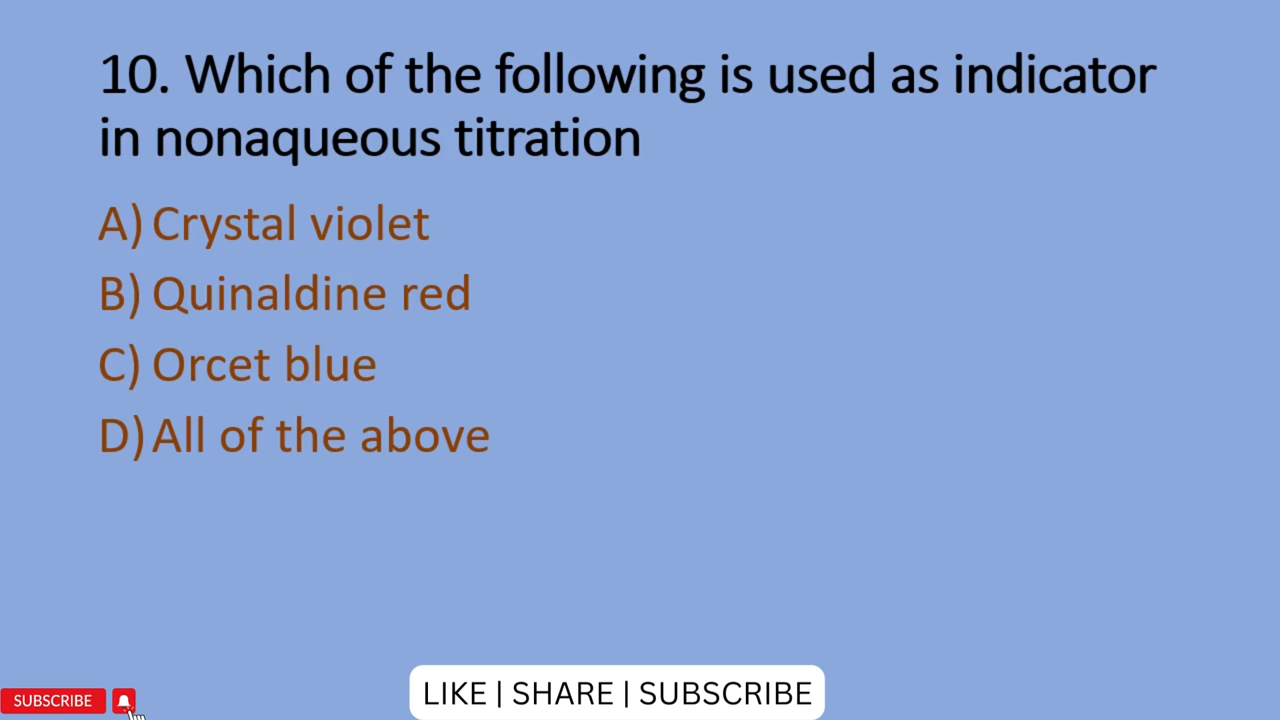 10. Which of the following is used as indicator
in nonaqueous titration
A) Crystal violet
B) Quinaldine red
C) Orcet blue
D) All of the above
SUBSCRIBE
LIKE | SHARE | SUBSCRIBE